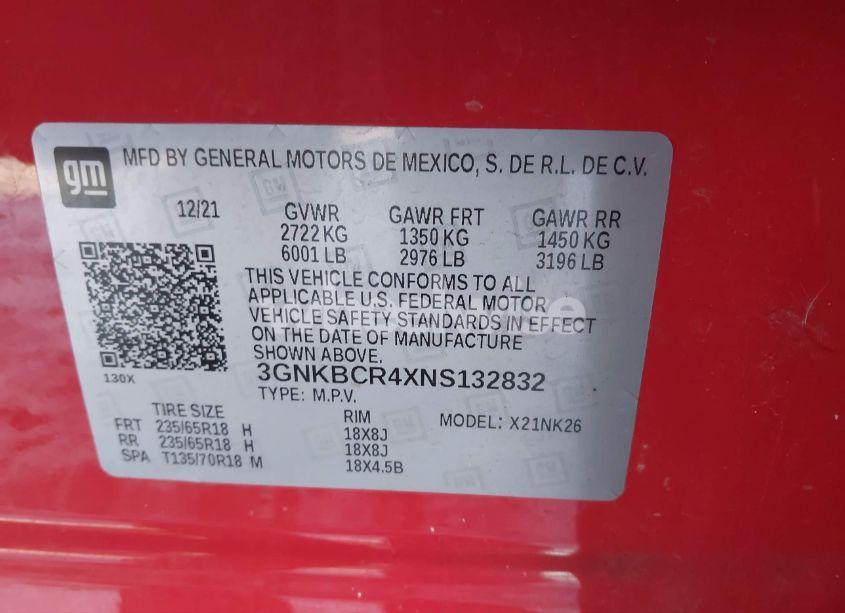 gm MFD BY GENERAL MOTORS DE MEXICO, S. DE R.L. DE C.V.
12/21 GVWR GAWR FRT GAWR RR
2722 KG 1350 KG 1450 KG
6001 LB 2976 LB 3196 LB
THIS VEHICLE CONFORMS TO ALL
APPLICABLE U.S. FEDERAL MOTOR
VEHICLE SAFETY STANDARDS IN EFFECT
ON THE DATE OF MANUFACTURE
SHOWN ABOVE.
3GNKBCR4XNS132832
130X
TYPE: M.P.V.
TIRE SIZE RIM MODEL: X21NK26
FRT 235/65R18 H 18X8J
RR 235/65R18 H 18X8J
SPA T135/70R18 M 18X4.5B